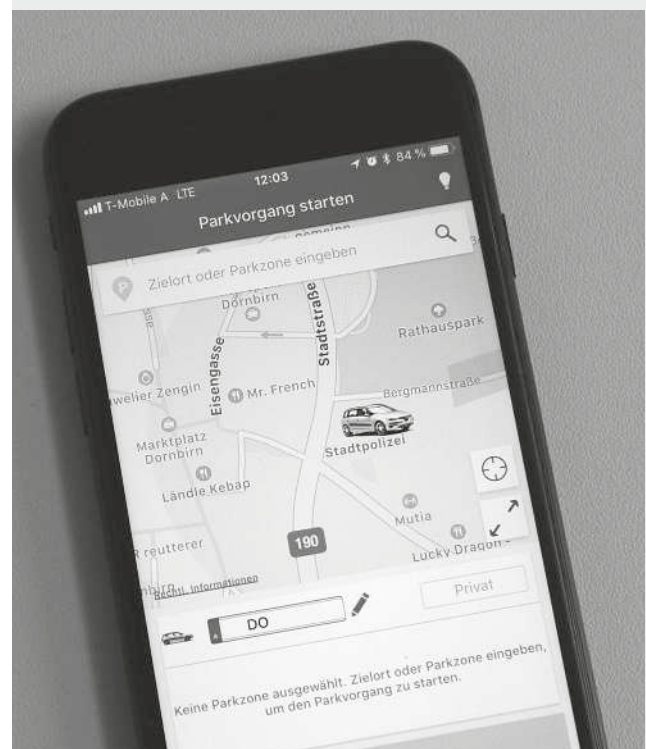 T-Mobile A LTE 12:03 84 %
Parkvorgang starten
Zielort oder Parkzone eingeben
Dornbirn
Stadtstraße
Eisengasse
Rathauspark
Zengin
Mr. French
Bergmannstraße
Marktplatz
Dornbirn
Stadtpolizei
Ländle Kebap
Mutia
190
reutterer
Lucky Dragon
Rechtl. Informationen
A
DO
Privat
Keine Parkzone ausgewählt. Zielort oder Parkzone eingeben,
um den Parkvorgang zu starten.